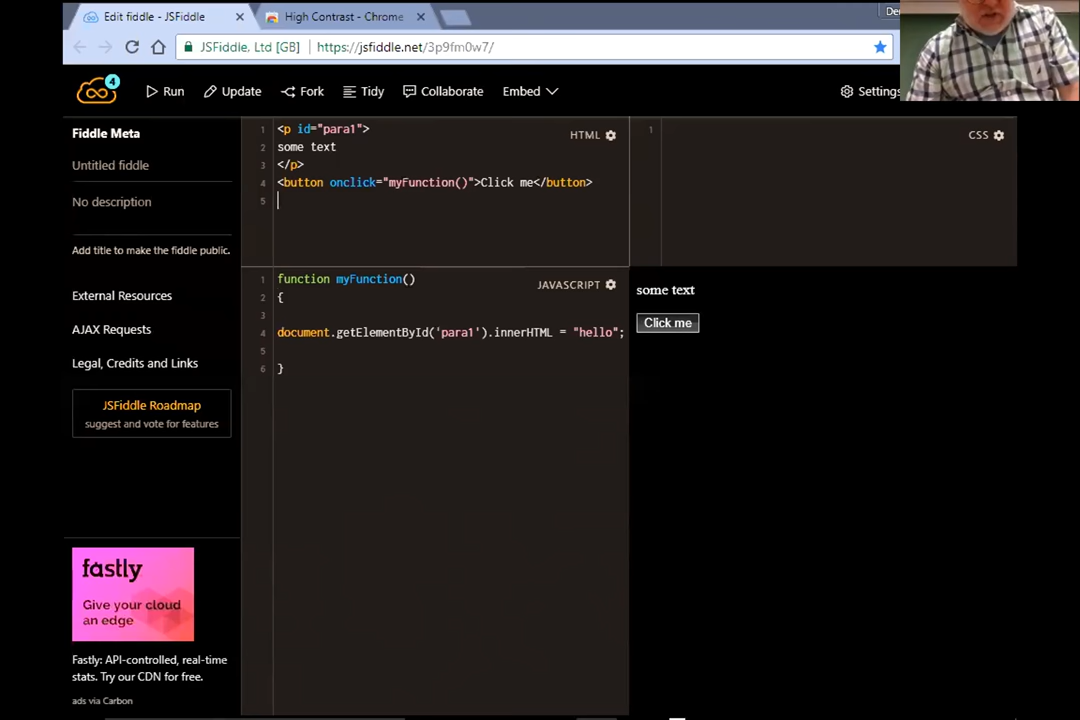 Edit fiddle - JSFiddle
High Contrast - Chrome
JSFiddle, Ltd [GB]
https://jsfiddle.net/3p9fm0w7/
4
Run
Update
Fork
Tidy
Collaborate
Embed
Settings
Fiddle Meta
Untitled fiddle
No description
Add title to make the fiddle public.
External Resources
AJAX Requests
Legal, Credits and Links
JSFiddle Roadmap
suggest and vote for features
fastly
Give your cloud
an edge
Fastly: API-controlled, real-time
stats. Try our CDN for free.
ads via Carbon
HTML
1 <p id="para1">
2 some text
3 </p>
4 <button onclick="myFunction()">Click me</button>
5
CSS
1
JAVASCRIPT
1 function myFunction()
2 {
3
4 document.getElementById('para1').innerHTML = "hello";
5
6 }
some text
Click me